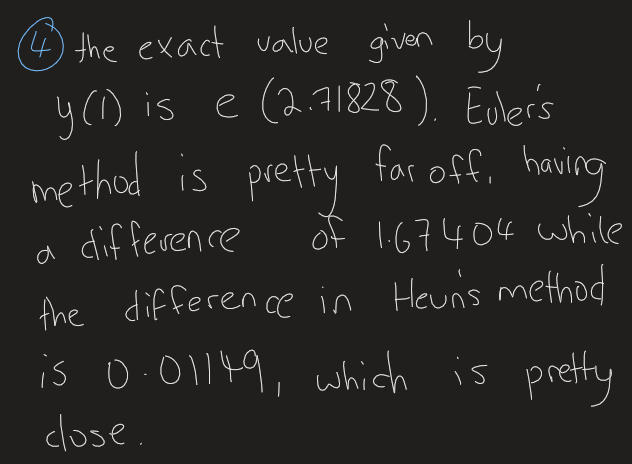 ④ the exact value given by
y(1) is e (2.71828). Euler's
method is pretty far off, having
a difference of 1.67404 while
the difference in Heun's method
is 0.01149, which is pretty
close.